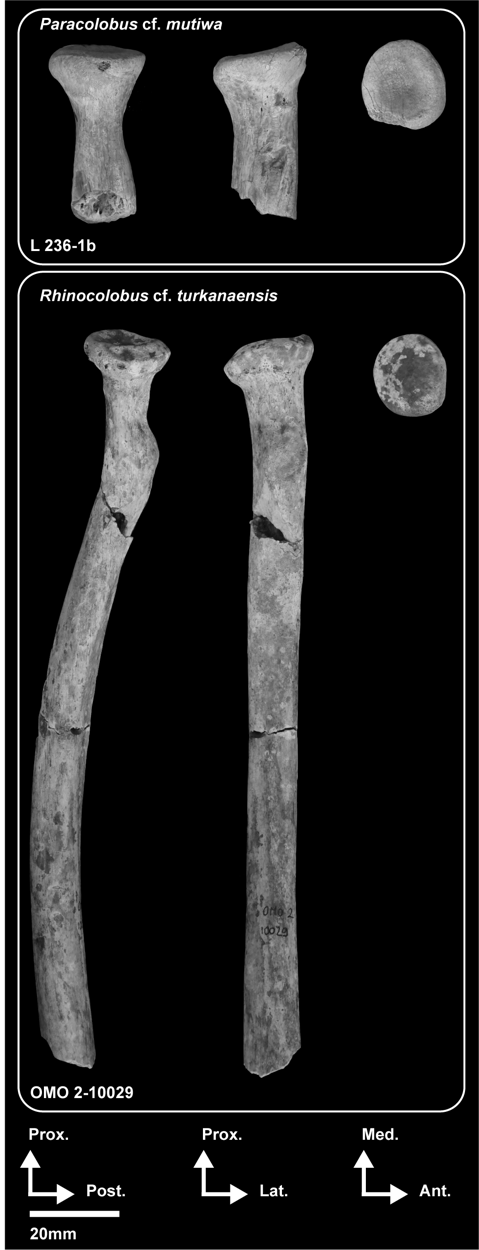 Paracolobus cf. mutiwa
L 236-1b
Rhinocolobus cf. turkanaensis
OMO 2
10029
OMO 2-10029
Prox. Prox. Med.
Post. Lat. Ant.
20mm